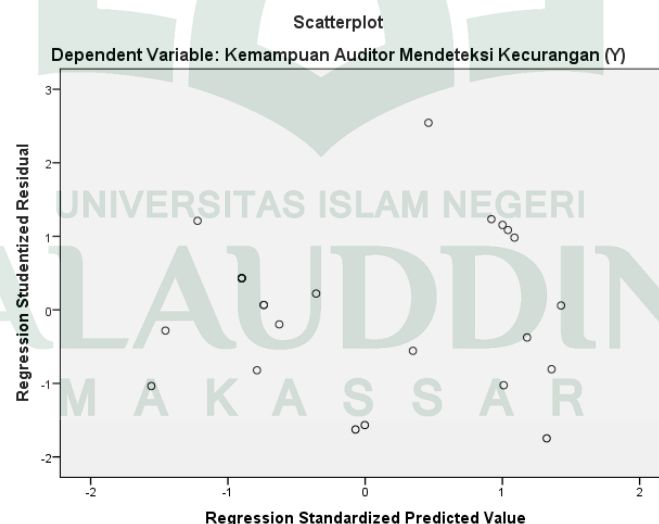 Scatterplot
Dependent Variable: Kemampuan Auditor Mendeteksi Kecurangan (Y)
3
2
1
0
-1
-2
Regression Studentized Residual
UNIVERSITAS ISLAM NEGERI
ALAUDDIN
MAKASSAR
-2 -1 0 1 2
Regression Standardized Predicted Value